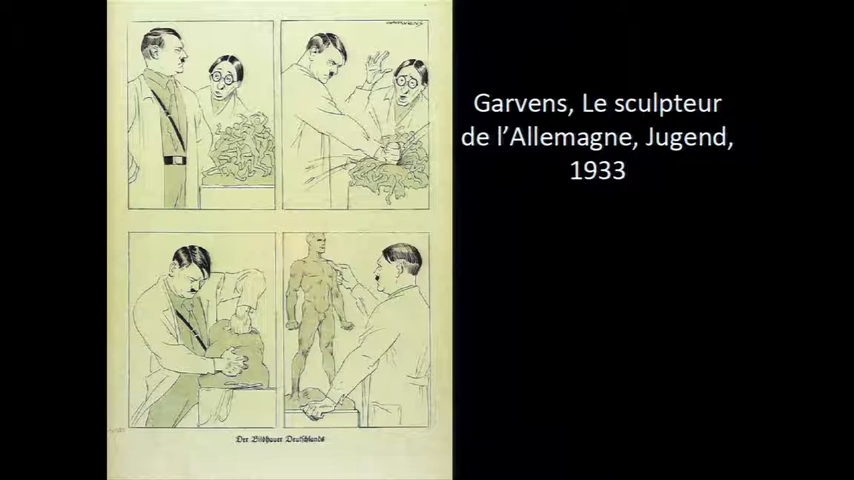 Garvens, Le sculpteur
de l'Allemagne, Jugend,
1933
Der Bildhauer Deutschlands